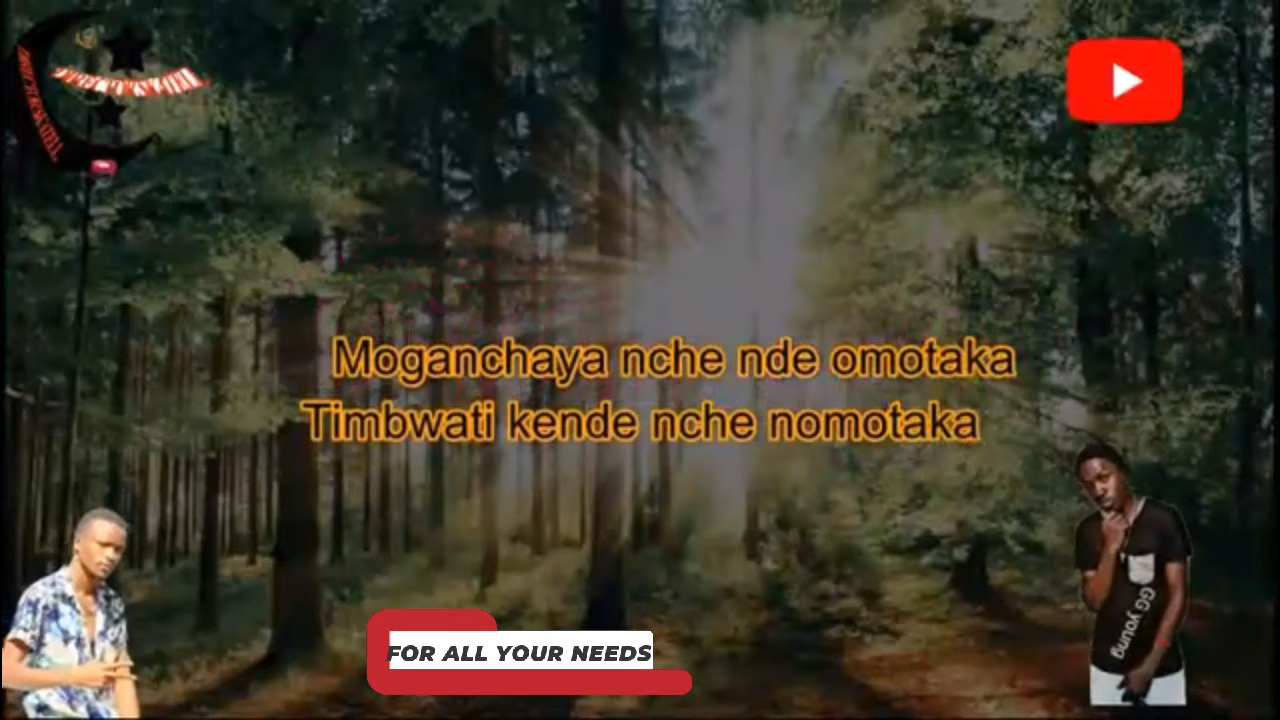 Moganchaya nche nde omotaka
Timbwati kende nche nomotaka
GG young
FOR ALL YOUR NEEDS